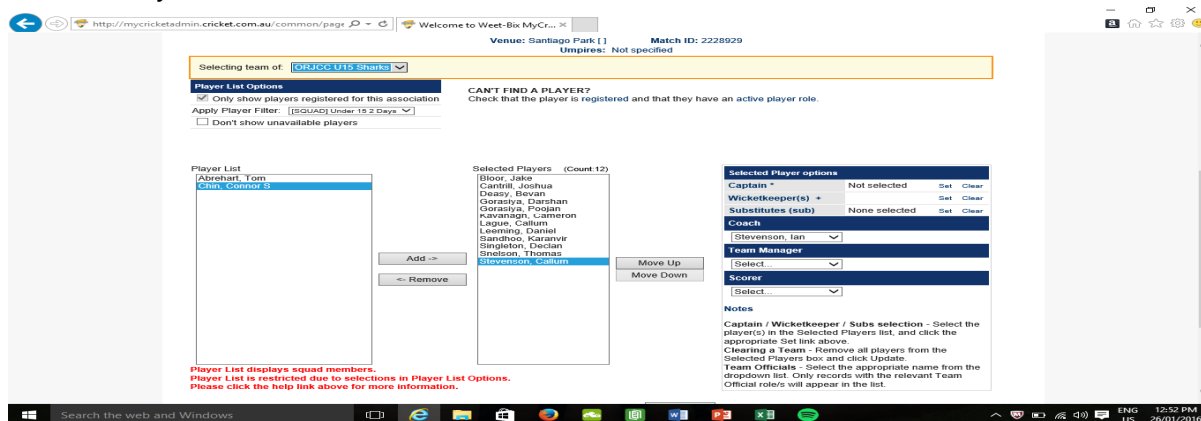 http://mycricketadmin.cricket.com.au/common/page
Welcome to Weet-Bix MyCr...
Venue: Santiago Park [ ] Match ID: 2228929
Umpires: Not specified
Selecting team of: ORJCC U15 Sharks
Player List Options
Only show players registered for this association
Apply Player Filter: [SQUAD] Under 15 2 Days
Don't show unavailable players
CAN'T FIND A PLAYER?
Check that the player is registered and that they have an active player role.
Player List
Abrehart, Tom
Chin, Connor S
Add ->
<- Remove
Selected Players (Count:12)
Bloor, Jake
Cantrill, Joshua
Deasy, Bevan
Gorasiya, Darshan
Gorasiya, Poojan
Kavanagh, Cameron
Lague, Callum
Leeming, Daniel
Sandhoo, Karanvir
Singleton, Declan
Snelson, Thomas
Stevenson, Callum
Move Up
Move Down
Selected Player options
Captain * Not selected Set Clear
Wicketkeeper(s) + Set Clear
Substitutes (sub) None selected Set Clear
Coach
Stevenson, Ian
Team Manager
Select...
Scorer
Select...
Notes
Captain / Wicketkeeper / Subs selection - Select the
player(s) in the Selected Players list, and click the
appropriate Set link above.
Clearing a Team - Remove all players from the
Selected Players box and click Update.
Team Officials - Select the appropriate name from the
dropdown list. Only records with the relevant Team
Official role/s will appear in the list.
Player List displays squad members.
Player List is restricted due to selections in Player List Options.
Please click the help link above for more information.
Search the web and Windows
ENG 12:52 PM
US 26/01/2016